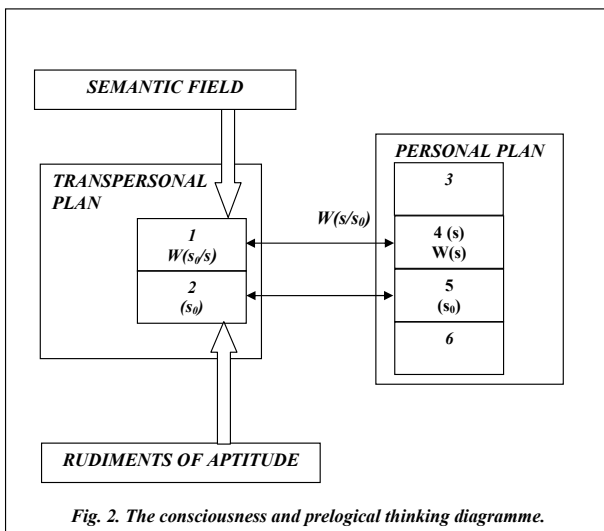 SEMANTIC FIELD
TRANSPERSONAL
PLAN
1
W(s₀/s)
2
(s₀)
W(s/s₀)
PERSONAL PLAN
3
4 (s)
W(s)
5
(s₀)
6
RUDIMENTS OF APTITUDE
Fig. 2. The consciousness and prelogical thinking diagramme.